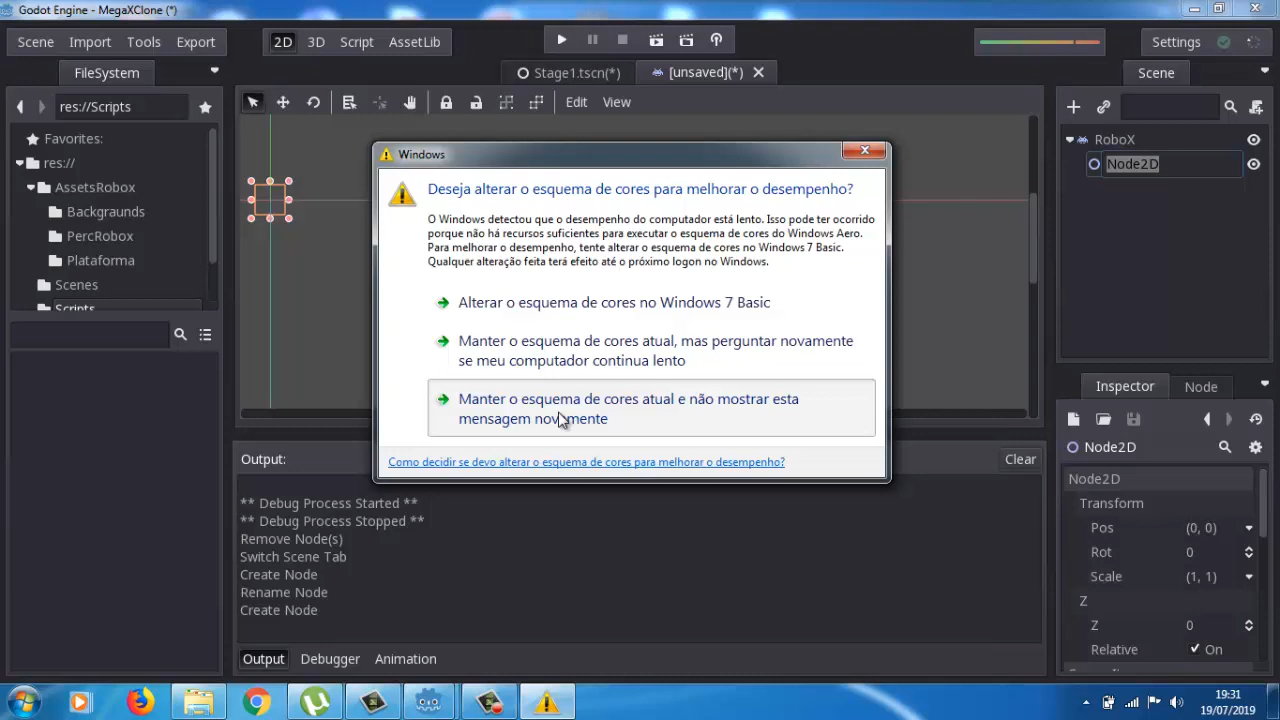 Godot Engine - MegaXClone (*)
Scene Import Tools Export
2D 3D Script AssetLib
Settings
FileSystem
Stage1.tscn(*)
[unsaved](*)
Scene
res://Scripts
Edit View
Favorites:
res://
AssetsRobox
Backgraunds
PercRobox
Plataforma
Scenes
Scripts
RoboX
Node2D
Windows
Deseja alterar o esquema de cores para melhorar o desempenho?
O Windows detectou que o desempenho do computador está lento. Isso pode ter ocorrido
porque não há recursos suficientes para executar o esquema de cores do Windows Aero.
Para melhorar o desempenho, tente alterar o esquema de cores no Windows 7 Basic.
Qualquer alteração feita terá efeito até o próximo logon no Windows.
Alterar o esquema de cores no Windows 7 Basic
Manter o esquema de cores atual, mas perguntar novamente
se meu computador continua lento
Manter o esquema de cores atual e não mostrar esta
mensagem novamente
Como decidir se devo alterar o esquema de cores para melhorar o desempenho?
Output:
Clear
** Debug Process Started **
** Debug Process Stopped **
Remove Node(s)
Switch Scene Tab
Create Node
Rename Node
Create Node
Output Debugger Animation
Inspector Node
Node2D
Node2D
Transform
Pos (0, 0)
Rot 0
Scale (1, 1)
Z
Z 0
Relative On
19:31
19/07/2019